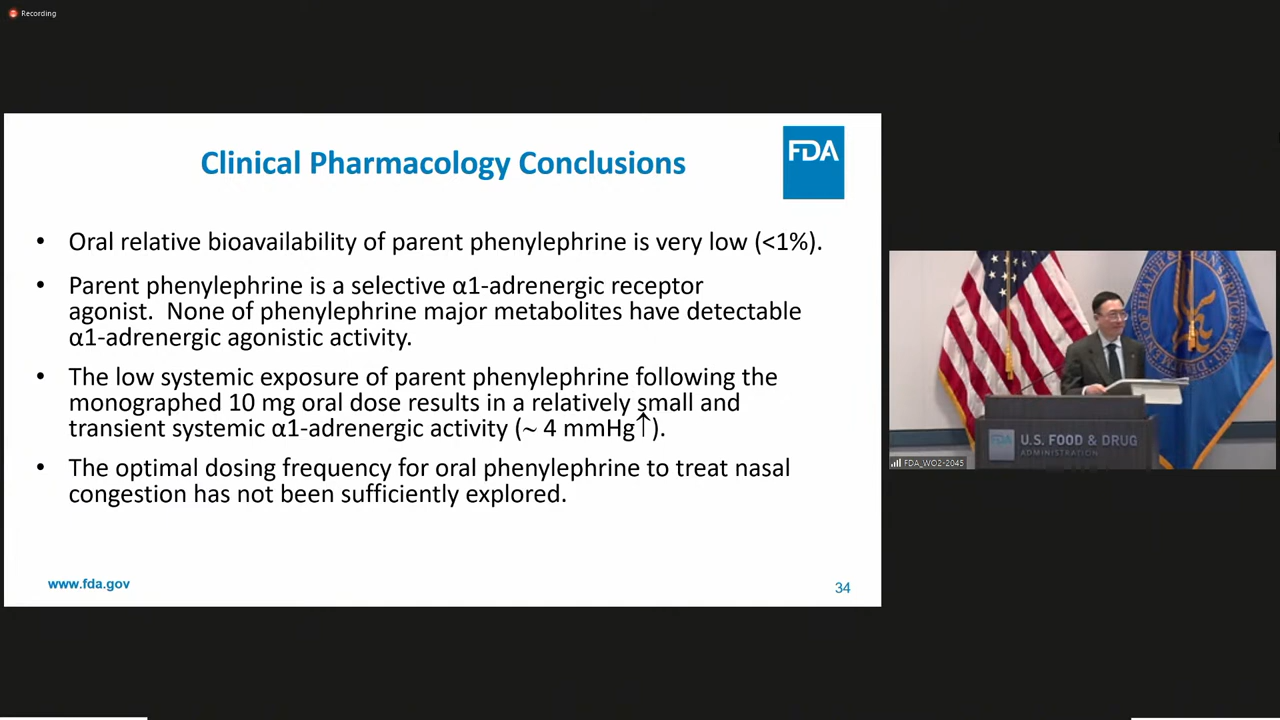 Recording
Clinical Pharmacology Conclusions
FDA
• Oral relative bioavailability of parent phenylephrine is very low (<1%).
• Parent phenylephrine is a selective α1-adrenergic receptor
agonist.  None of phenylephrine major metabolites have detectable
α1-adrenergic agonistic activity.
• The low systemic exposure of parent phenylephrine following the
monographed 10 mg oral dose results in a relatively small and
transient systemic α1-adrenergic activity (~ 4 mmHg↑).
• The optimal dosing frequency for oral phenylephrine to treat nasal
congestion has not been sufficiently explored.
www.fda.gov
34
FDA
U.S. FOOD & DRUG
ADMINISTRATION
FDA_WO2-2045